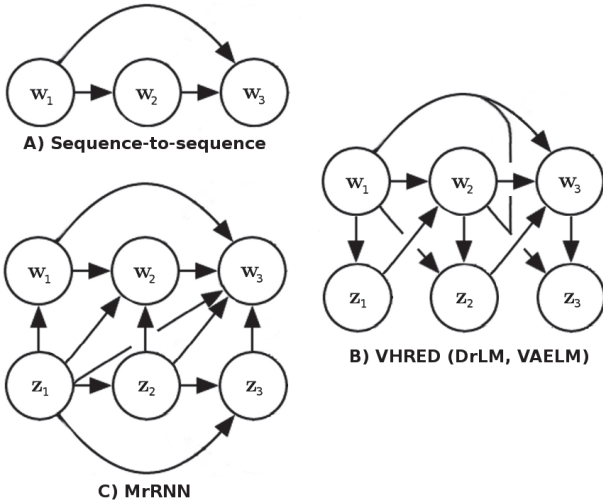 w₁ w₂ w₃
A) Sequence-to-sequence
w₁ w₂ w₃
z₁ z₂ z₃
B) VHRED (DrLM, VAELM)
w₁ w₂ w₃
z₁ z₂ z₃
C) MrRNN